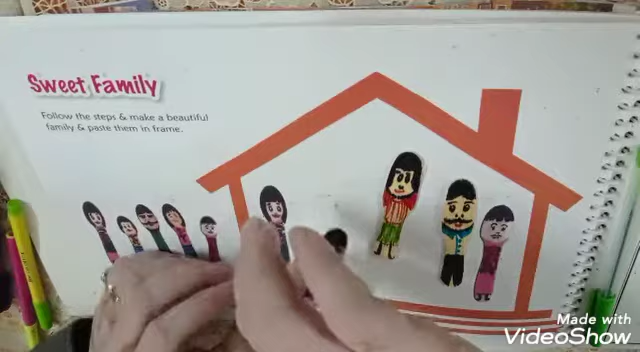 Sweet Family
Follow the steps & make a beautiful
family & paste them in frame.
Made with
VideoShow